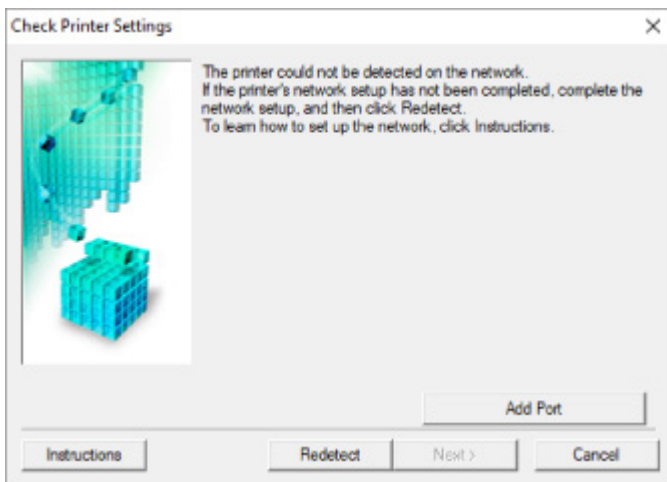 Check Printer Settings
The printer could not be detected on the network.
If the printer's network setup has not been completed, complete the
network setup, and then click Redetect.
To learn how to set up the network, click Instructions.
Add Port
Instructions
Redetect
Next >
Cancel